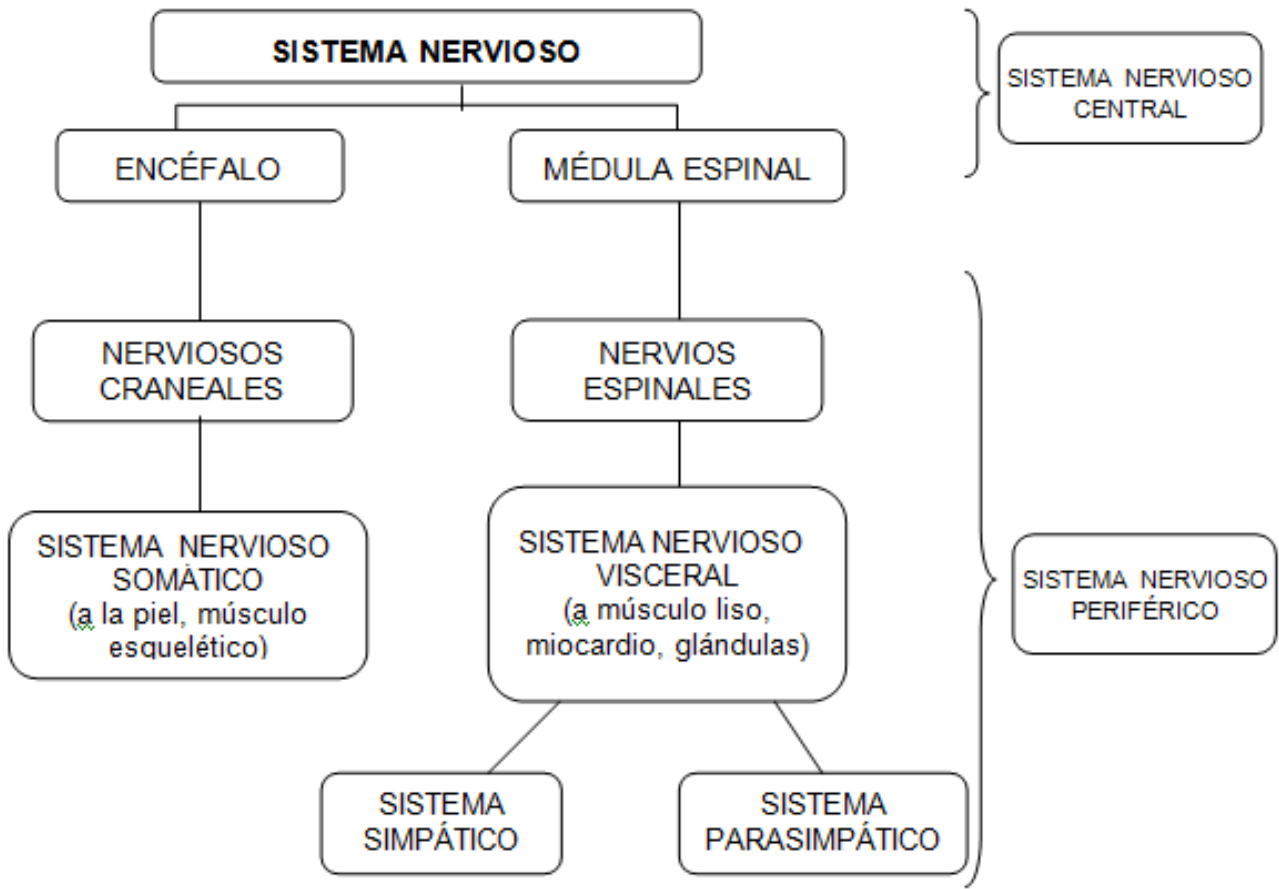 SISTEMA NERVIOSO
SISTEMA NERVIOSO
CENTRAL
ENCÉFALO
MÉDULA ESPINAL
NERVIOSOS
CRANEALES
NERVIOS
ESPINALES
SISTEMA NERVIOSO
SOMÁTICO
(a la piel, músculo
esquelético)
SISTEMA NERVIOSO
VISCERAL
(a músculo liso,
miocardio, glándulas)
SISTEMA NERVIOSO
PERIFÉRICO
SISTEMA
SIMPÁTICO
SISTEMA
PARASIMPÁTICO